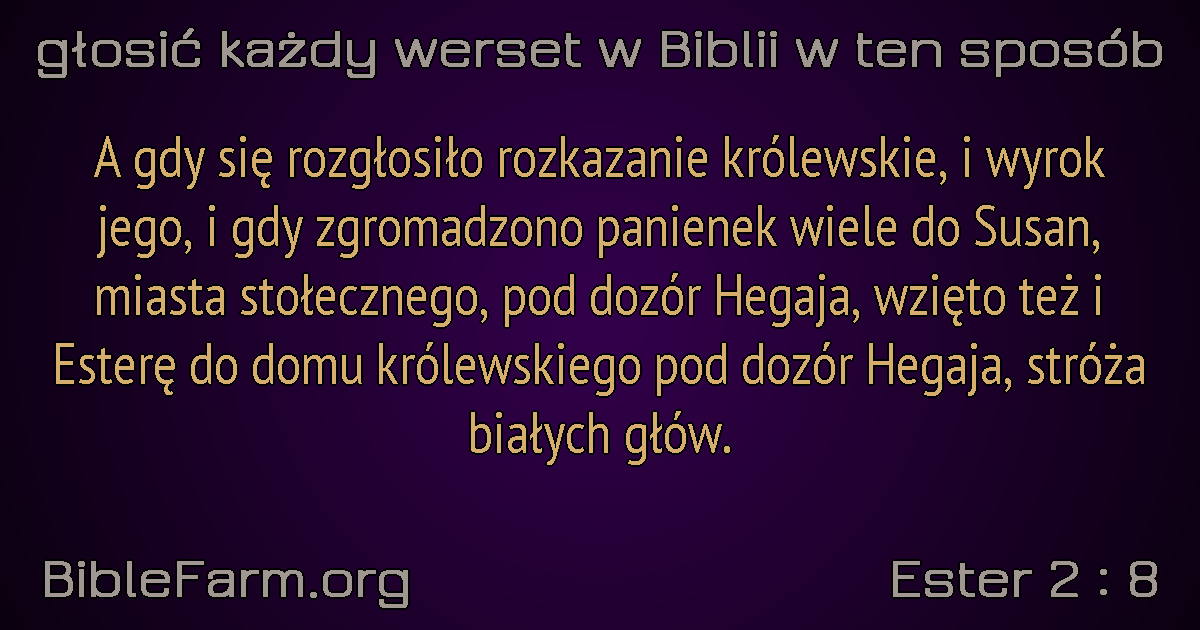 głosić każdy werset w Biblii w ten sposób
A gdy się rozgłosiło rozkazanie królewskie, i wyrok
jego, i gdy zgromadzono panienek wiele do Susan,
miasta stołecznego, pod dozór Hegaja, wzięto też i
Esterę do domu królewskiego pod dozór Hegaja, stróża
białych głów.
BibleFarm.org
Ester 2 : 8